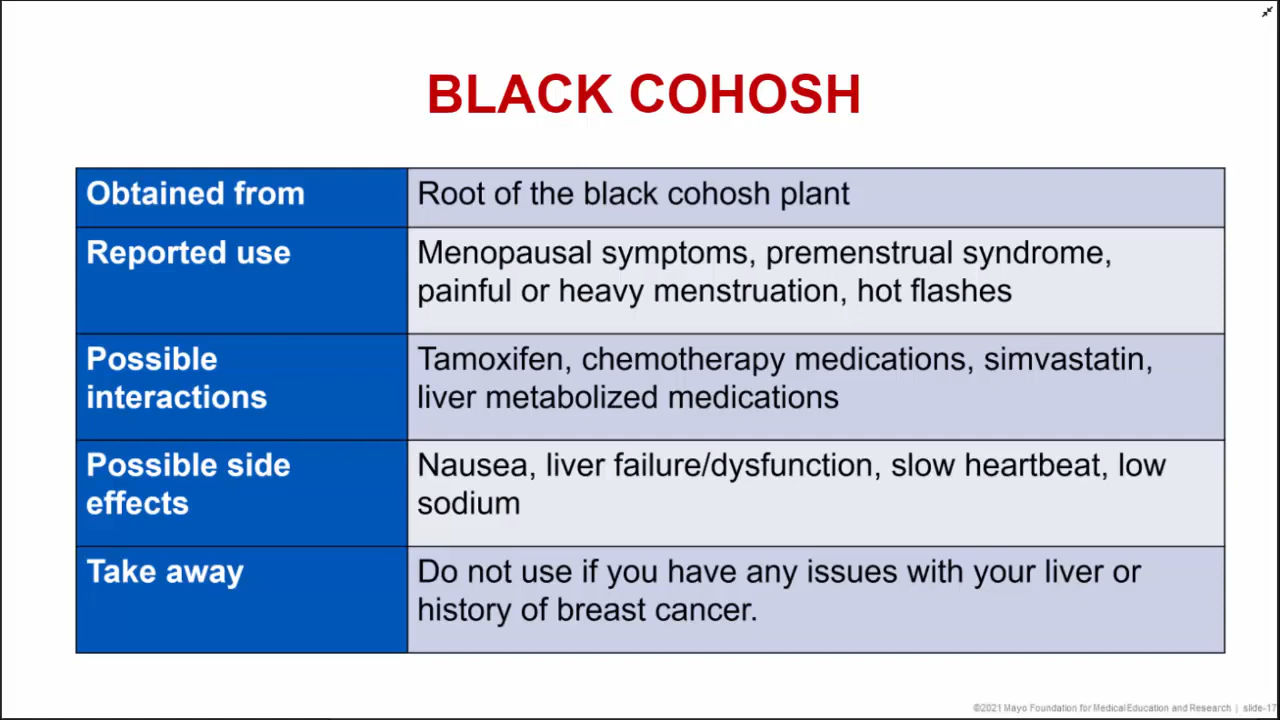 BLACK COHOSH
Obtained from
Root of the black cohosh plant
Reported use
Menopausal symptoms, premenstrual syndrome,
painful or heavy menstruation, hot flashes
Possible
interactions
Tamoxifen, chemotherapy medications, simvastatin,
liver metabolized medications
Possible side
effects
Nausea, liver failure/dysfunction, slow heartbeat, low
sodium
Take away
Do not use if you have any issues with your liver or
history of breast cancer.
©2021 Mayo Foundation for Medical Education and Research | slide-17